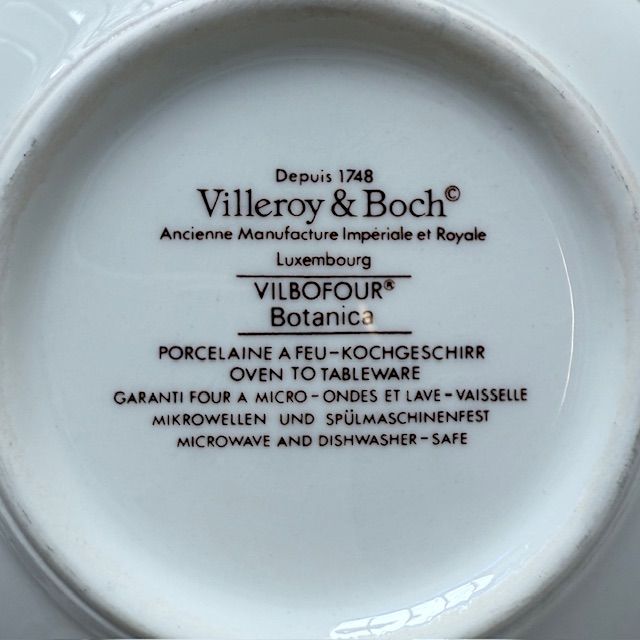 Depuis 1748
Villeroy & Boch©
Ancienne Manufacture Impériale et Royale
Luxembourg
VILBOFOUR®
Botanica
PORCELAINE A FEU-KOCHGESCHIRR
OVEN TO TABLEWARE
GARANTI FOUR A MICRO-ONDES ET LAVE-VAISSELLE
MIKROWELLEN UND SPÜLMASCHINENFEST
MICROWAVE AND DISHWASHER-SAFE